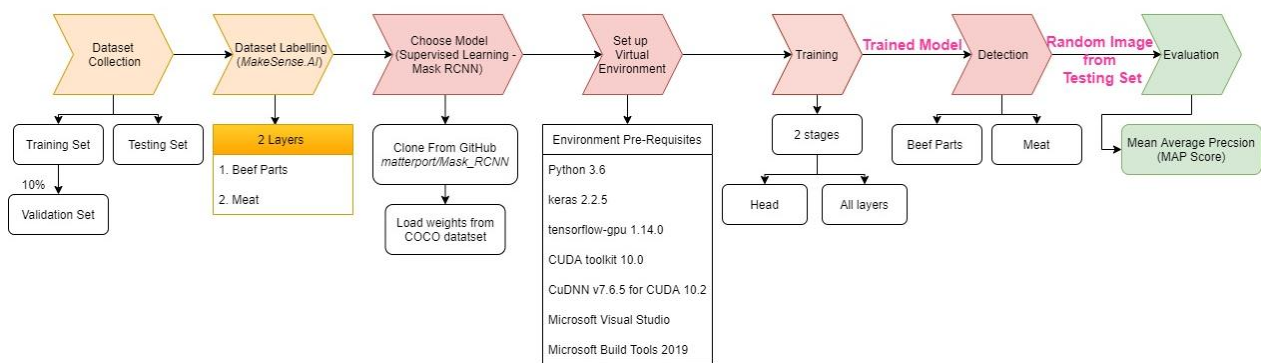 Dataset
Collection
Training Set
Testing Set
10%
Validation Set
Dataset Labelling
(MakeSense.AI)
2 Layers
1. Beef Parts
2. Meat
Choose Model
(Supervised Learning -
Mask RCNN)
Clone From GitHub
matterport/Mask_RCNN
Load weights from
COCO datatset
Set up
Virtual
Environment
Environment Pre-Requisites
Python 3.6
keras 2.2.5
tensorflow-gpu 1.14.0
CUDA toolkit 10.0
CuDNN v7.6.5 for CUDA 10.2
Microsoft Visual Studio
Microsoft Build Tools 2019
Training
2 stages
Head
All layers
Trained Model
Detection
Beef Parts
Meat
Random Image
from
Testing Set
Evaluation
Mean Average Precsion
(MAP Score)